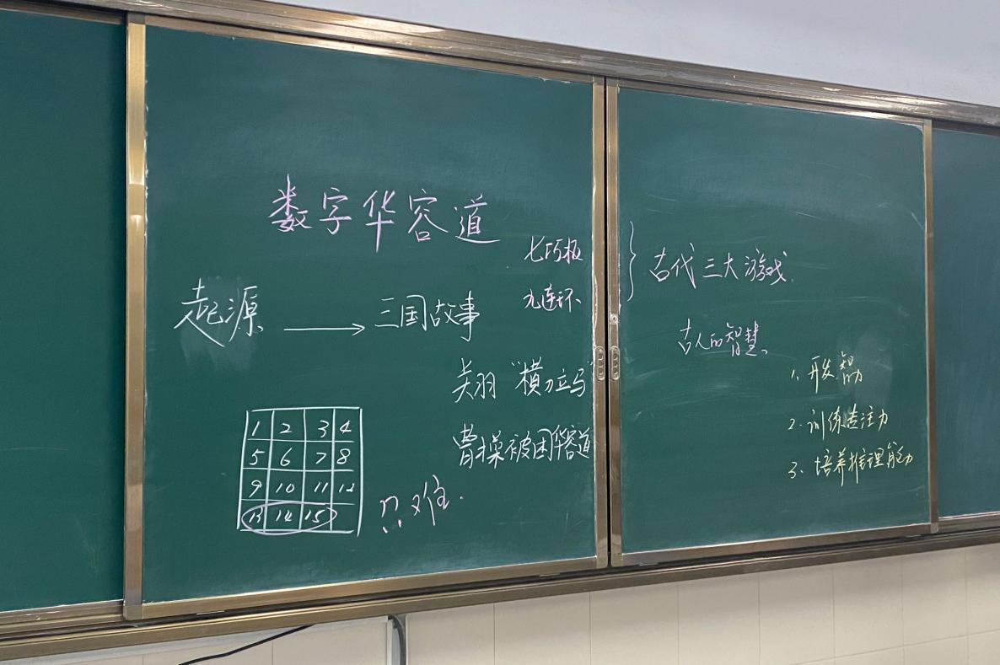 数字华容道
七巧板
九连环
起源 → 三国故事
关羽"横刀立马"
曹操被困华容道
1 2 3 4
5 6 7 8
9 10 11 12
13 14 15
难.
} 古代三大游戏.
古人的智慧、
1. 开发智力
2. 训练专注力
3. 培养推理能力